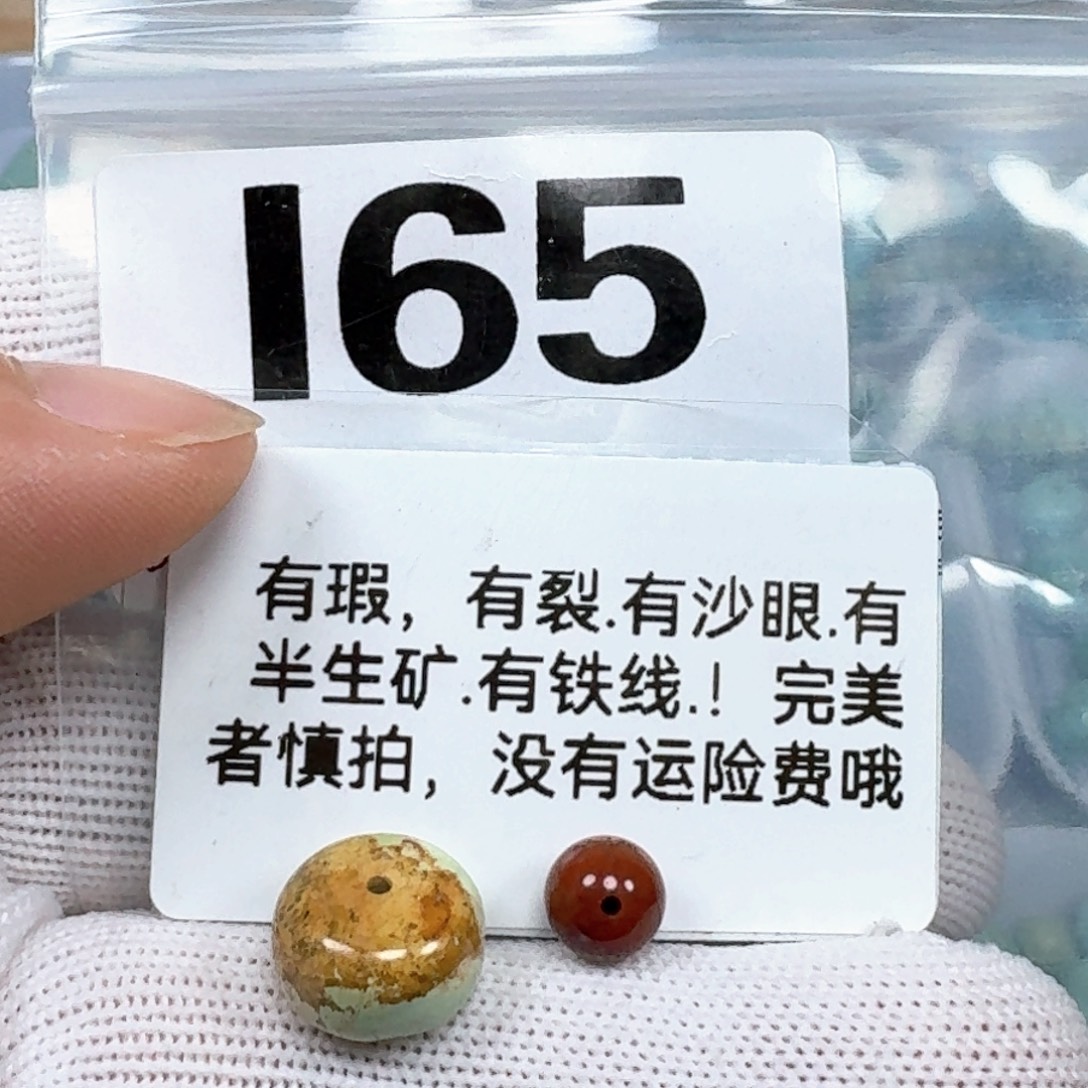 I65
有瑕，有裂.有沙眼.有
半生矿.有铁线.！完美
者慎拍，没有运险费哦